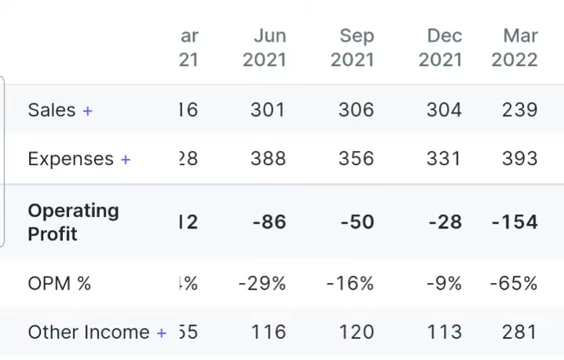 Jun Sep Dec Mar
2021 2021 2021 2022
Sales + 301 306 304 239
Expenses + 388 356 331 393
Operating
Profit -86 -50 -28 -154
OPM % -29% -16% -9% -65%
Other Income + 116 120 113 281